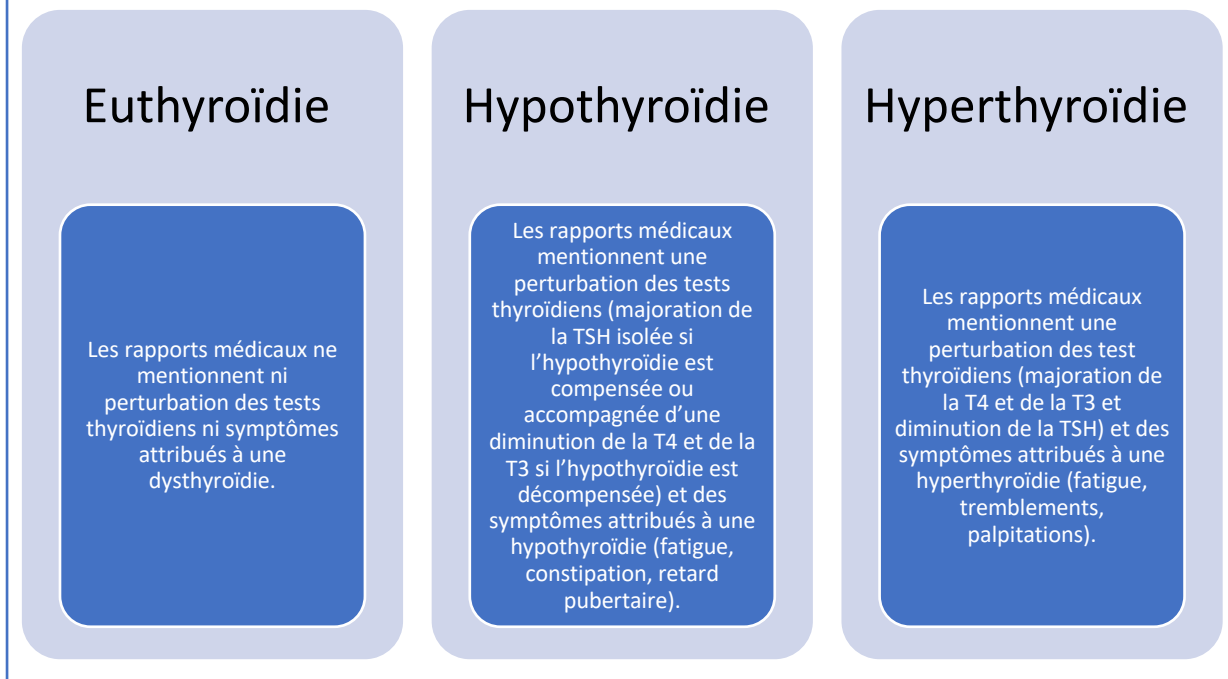 Euthyroïdie
Les rapports médicaux ne
mentionnent ni
perturbation des tests
thyroïdiens ni symptômes
attribués à une
dysthyroïdie.
Hypothyroïdie
Les rapports médicaux
mentionnent une
perturbation des tests
thyroïdiens (majoration de
la TSH isolée si
l’hypothyroïdie est
compensée ou
accompagnée d’une
diminution de la T4 et de la
T3 si l’hypothyroïdie est
décompensée) et des
symptômes attribués à une
hypothyroïdie (fatigue,
constipation, retard
pubertaire).
Hyperthyroïdie
Les rapports médicaux
mentionnent une
perturbation des test
thyroïdiens (majoration de
la T4 et de la T3 et
diminution de la TSH) et des
symptômes attribués à une
hyperthyroïdie (fatigue,
tremblements,
palpitations).